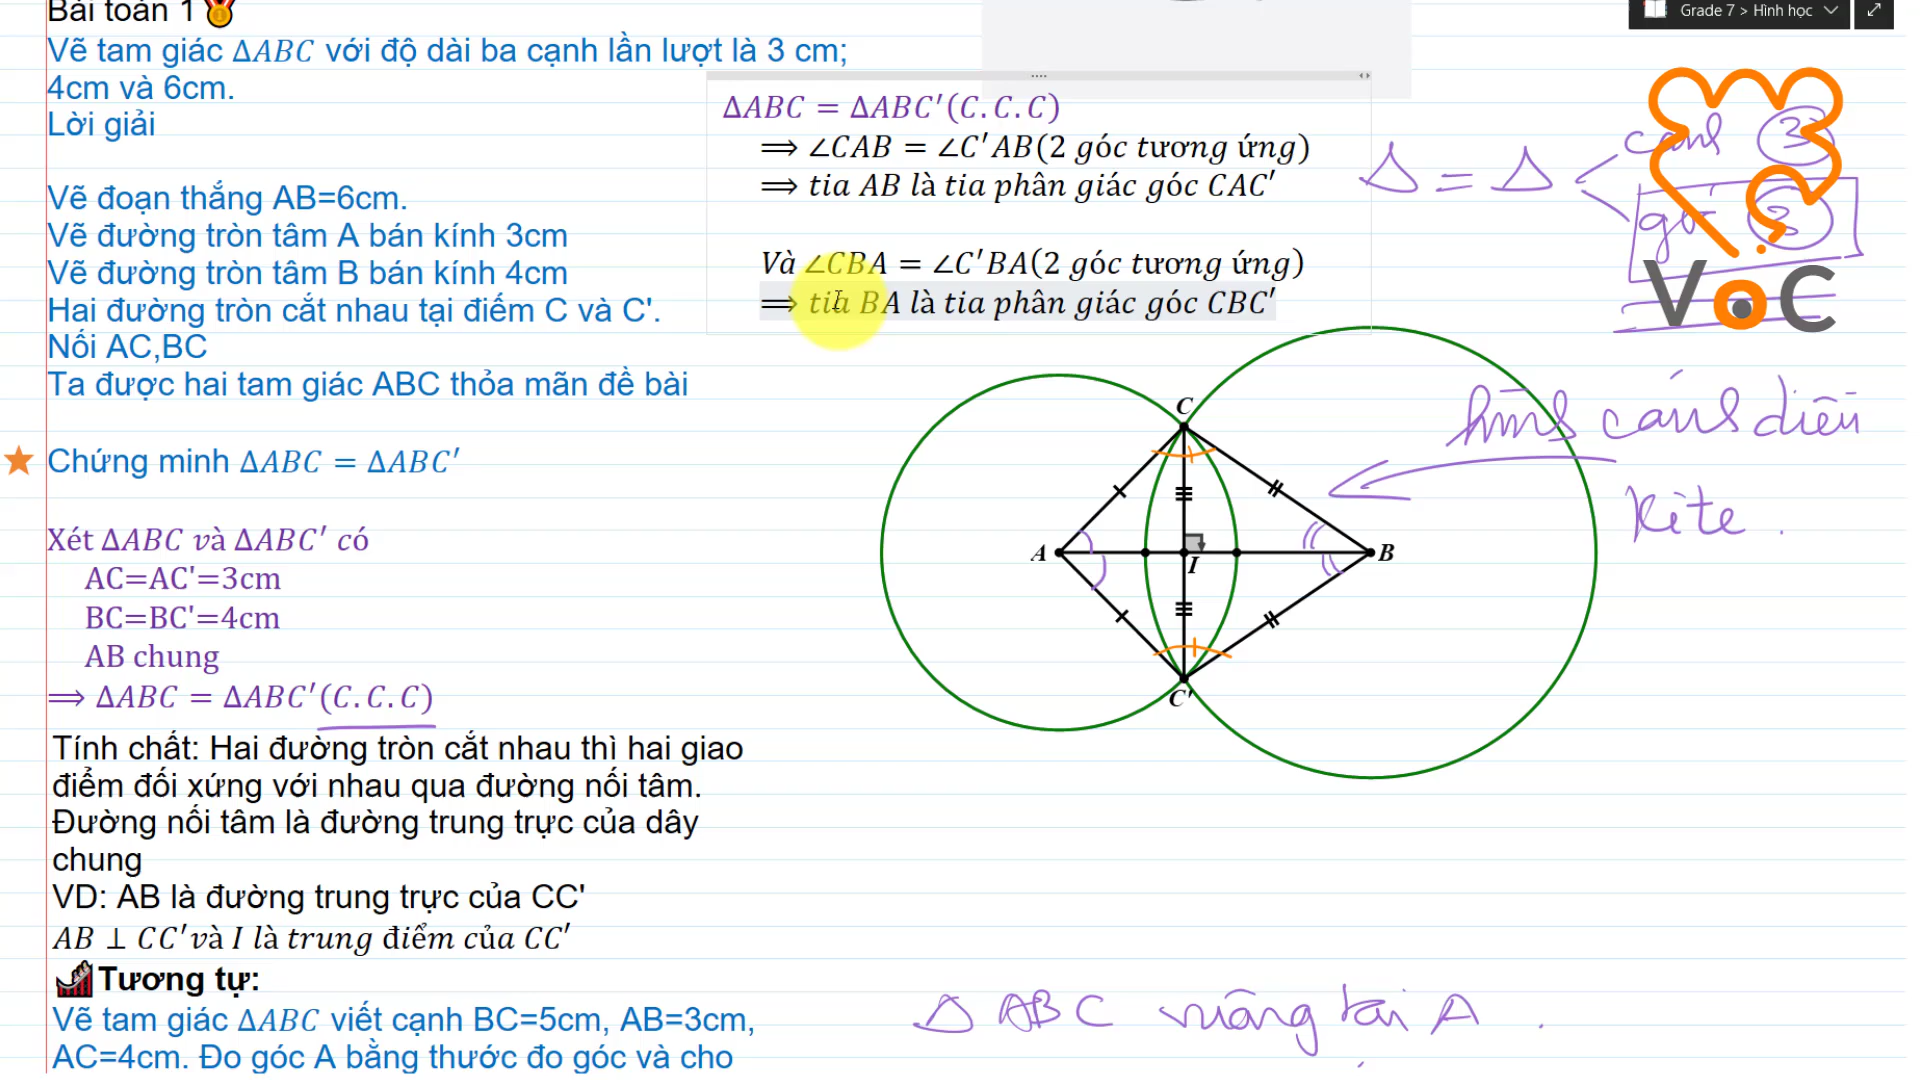 Bài toán 1
Vẽ tam giác ΔABC với độ dài ba cạnh lần lượt là 3 cm;
4cm và 6cm.
Lời giải
Vẽ đoạn thẳng AB=6cm.
Vẽ đường tròn tâm A bán kính 3cm
Vẽ đường tròn tâm B bán kính 4cm
Hai đường tròn cắt nhau tại điểm C và C'.
Nối AC,BC
Ta được hai tam giác ABC thỏa mãn đề bài
Chứng minh ΔABC = ΔABC′
Xét ΔABC và ΔABC′ có
AC=AC'=3cm
BC=BC'=4cm
AB chung
⟹ ΔABC = ΔABC′(C.C.C)
Tính chất: Hai đường tròn cắt nhau thì hai giao
điểm đối xứng với nhau qua đường nối tâm.
Đường nối tâm là đường trung trực của dây
chung
VD: AB là đường trung trực của CC'
AB ⊥ CC′và I là trung điểm của CC′
Tương tự:
Vẽ tam giác ΔABC viết cạnh BC=5cm, AB=3cm,
AC=4cm. Đo góc A bằng thước đo góc và cho
ΔABC = ΔABC′(C.C.C)
⟹ ∠CAB = ∠C′AB(2 góc tương ứng)
⟹ tia AB là tia phân giác góc CAC′
Và ∠CBA = ∠C′BA(2 góc tương ứng)
⟹ tia BA là tia phân giác góc CBC′
Grade 7 > Hình học
Δ = Δ
cạnh 3
góc 3
VoC
hình cánh diều
Kite.
C
A
I
B
C'
Δ ABC vuông tại A.